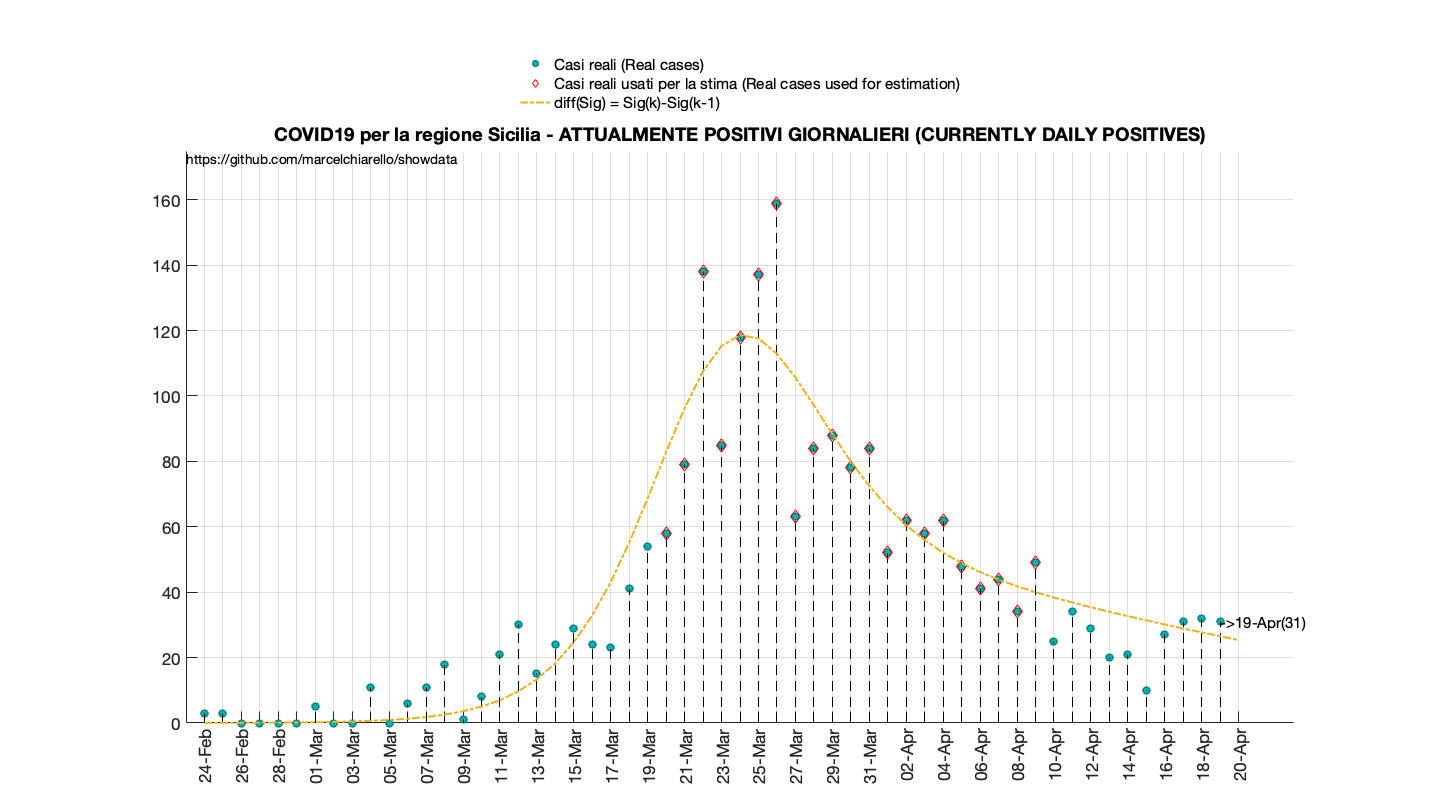 Casi reali (Real cases)
Casi reali usati per la stima (Real cases used for estimation)
diff(Sig) = Sig(k)-Sig(k-1)
COVID19 per la regione Sicilia - ATTUALMENTE POSITIVI GIORNALIERI (CURRENTLY DAILY POSITIVES)
https://github.com/marcelchiarello/showdata
160
140
120
100
80
60
40
20
0
->19-Apr(31)
24-Feb
26-Feb
28-Feb
01-Mar
03-Mar
05-Mar
07-Mar
09-Mar
11-Mar
13-Mar
15-Mar
17-Mar
19-Mar
21-Mar
23-Mar
25-Mar
27-Mar
29-Mar
31-Mar
02-Apr
04-Apr
06-Apr
08-Apr
10-Apr
12-Apr
14-Apr
16-Apr
18-Apr
20-Apr